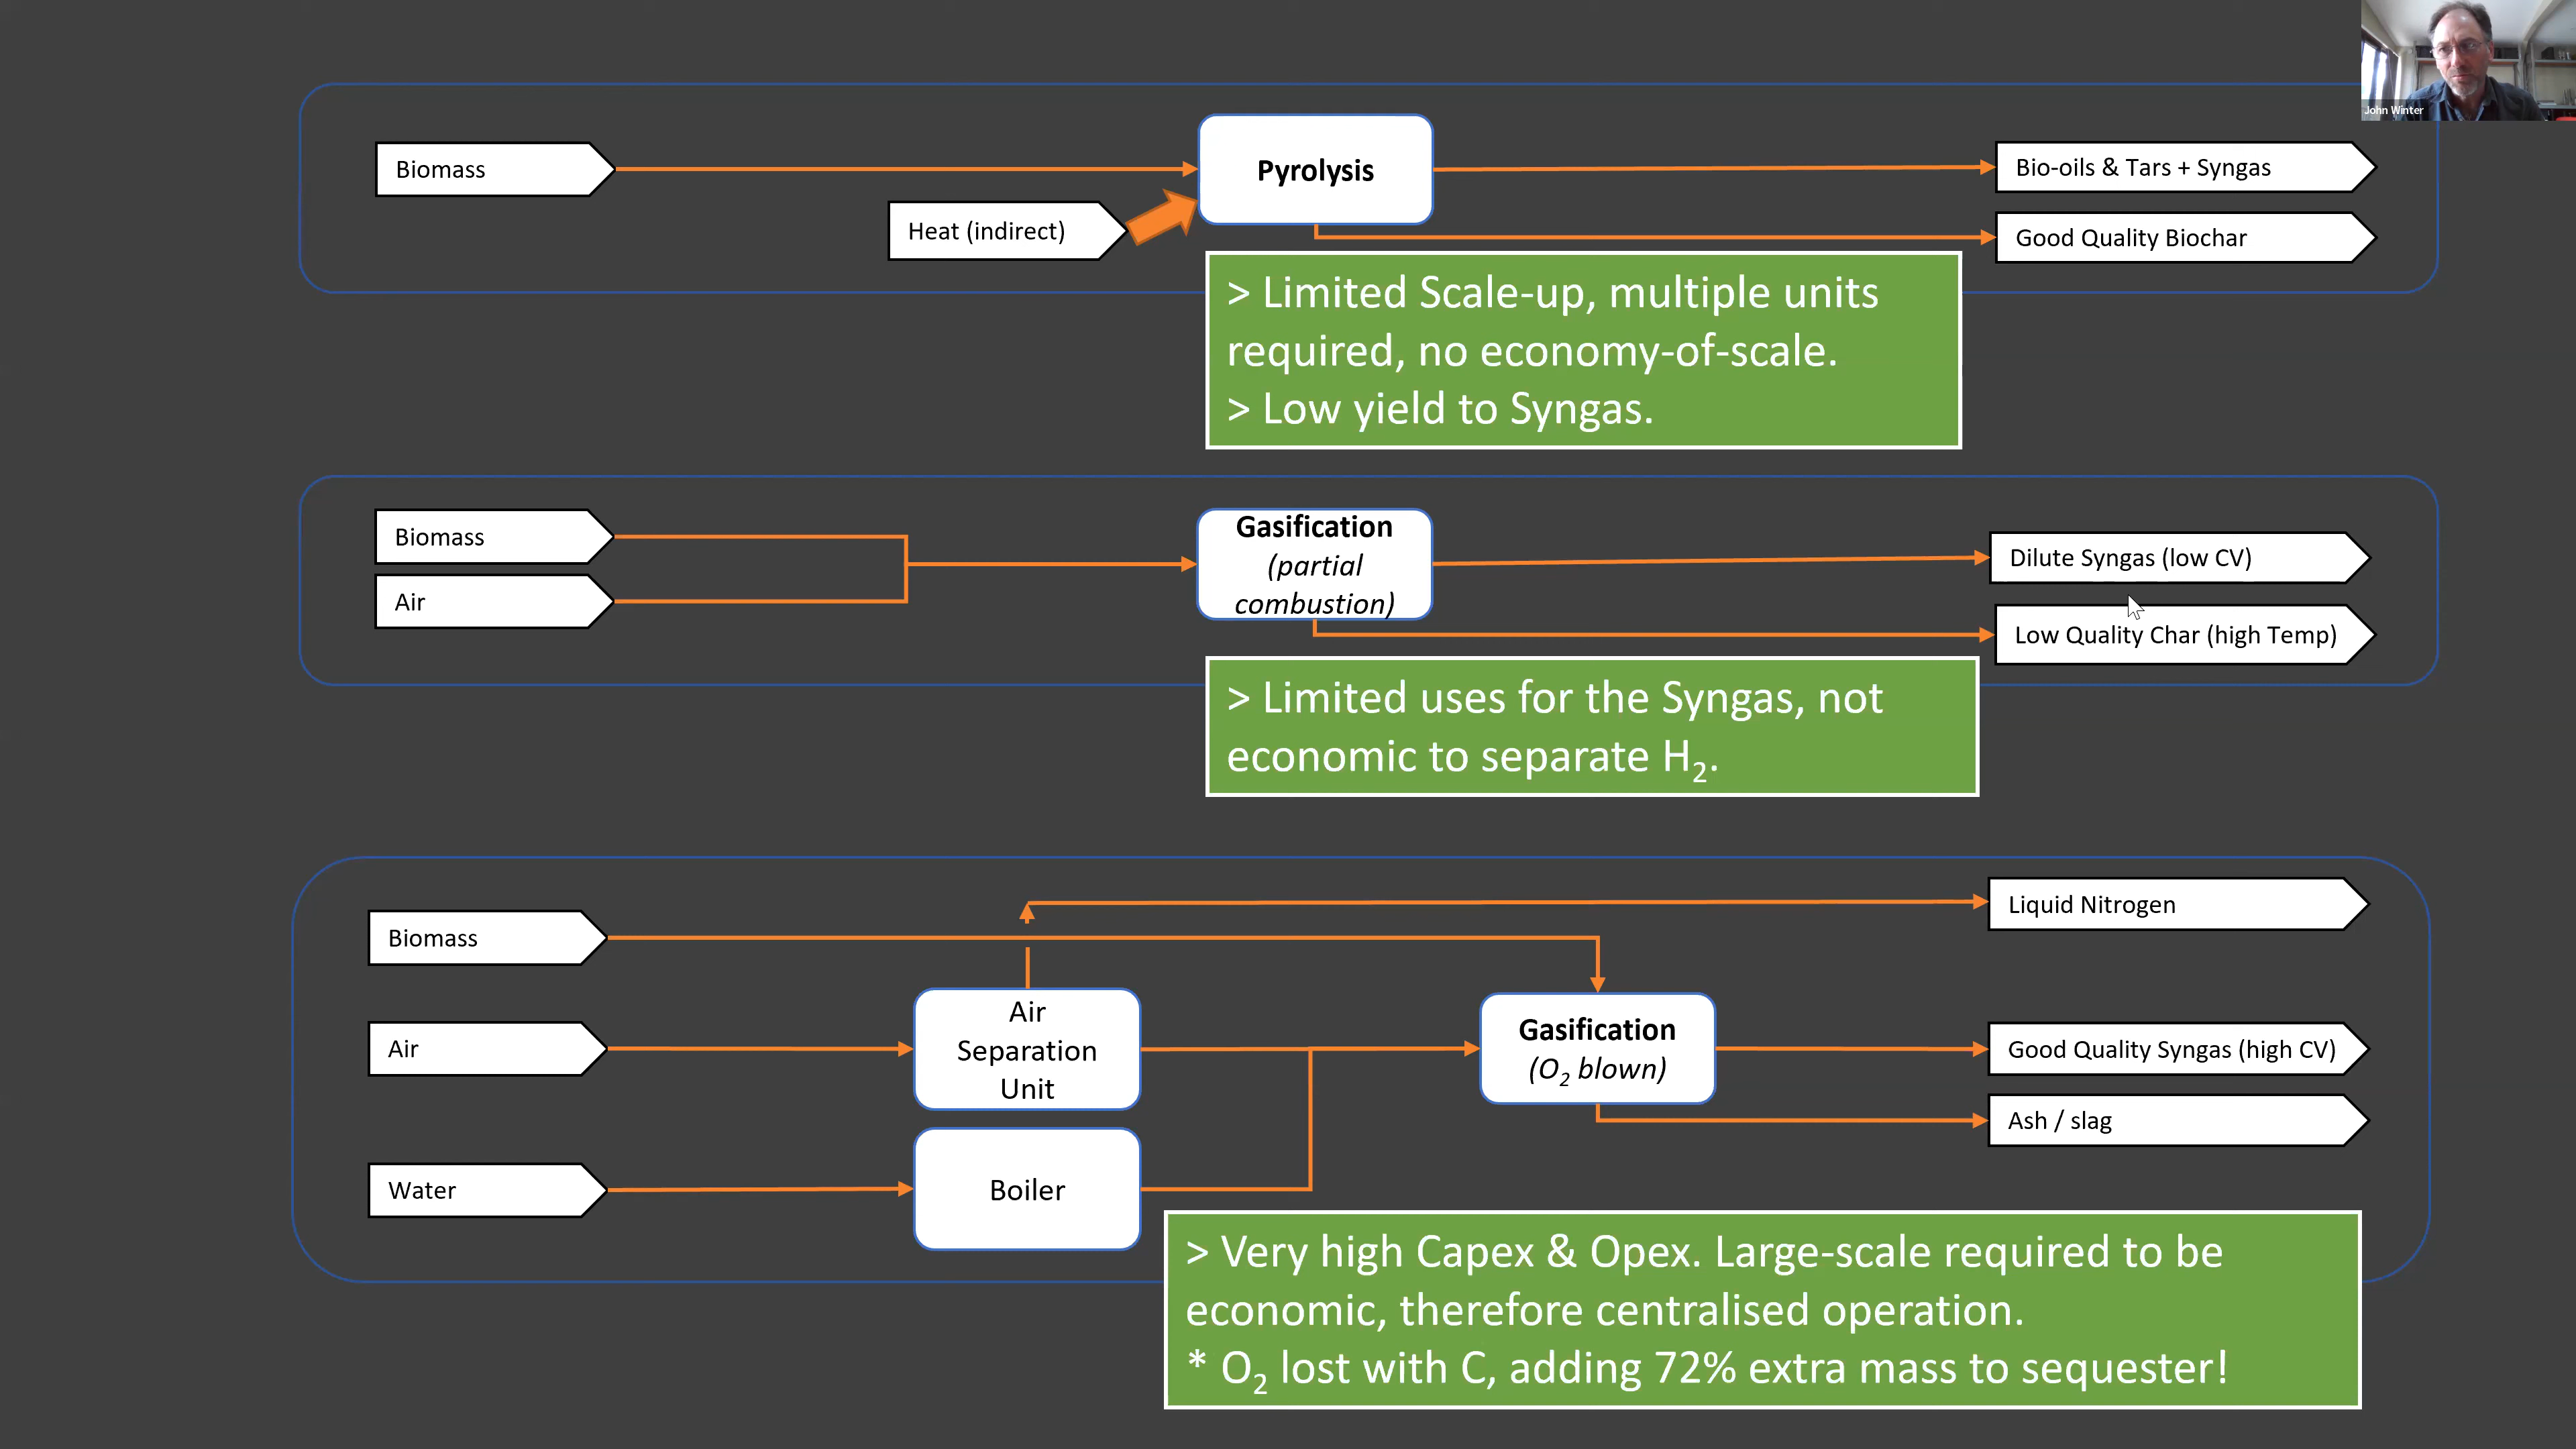 John Winter
Biomass
Heat (indirect)
Pyrolysis
Bio-oils & Tars + Syngas
Good Quality Biochar
> Limited Scale-up, multiple units
required, no economy-of-scale.
> Low yield to Syngas.
Biomass
Air
Gasification
(partial
combustion)
Dilute Syngas (low CV)
Low Quality Char (high Temp)
> Limited uses for the Syngas, not
economic to separate H₂.
Biomass
Air
Water
Air
Separation
Unit
Boiler
Gasification
(O₂ blown)
Liquid Nitrogen
Good Quality Syngas (high CV)
Ash / slag
> Very high Capex & Opex. Large-scale required to be
economic, therefore centralised operation.
* O₂ lost with C, adding 72% extra mass to sequester!